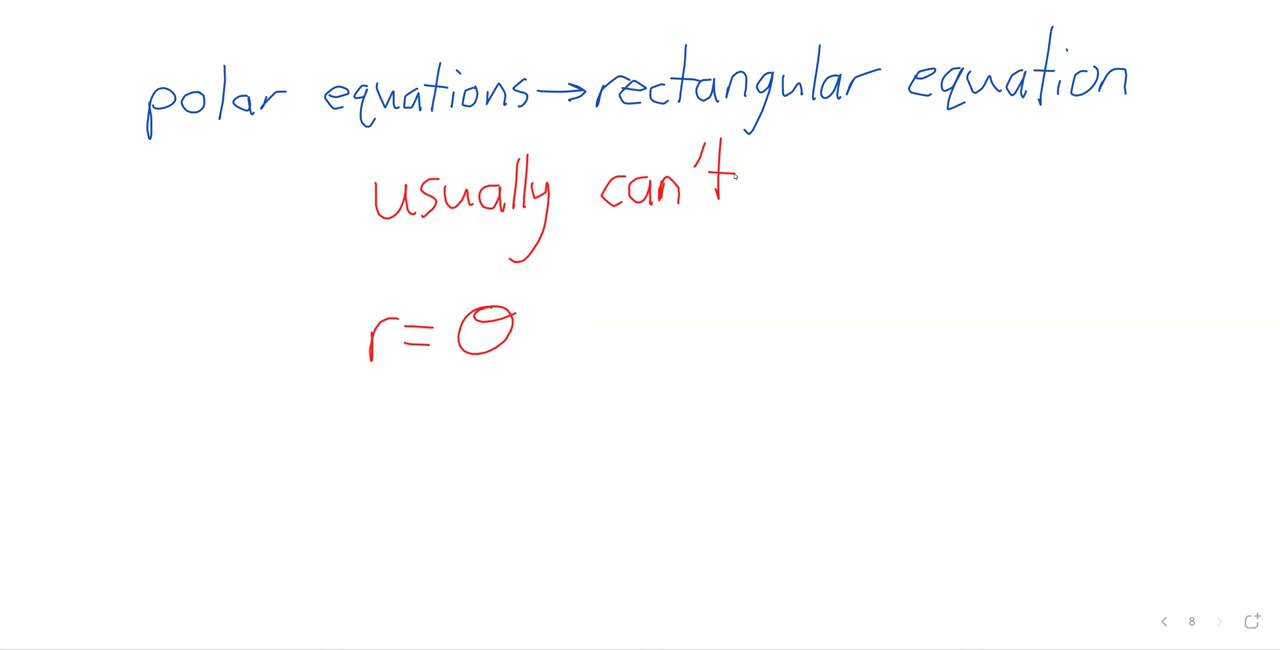 polar equations→rectangular equation
usually can't
r=θ
8